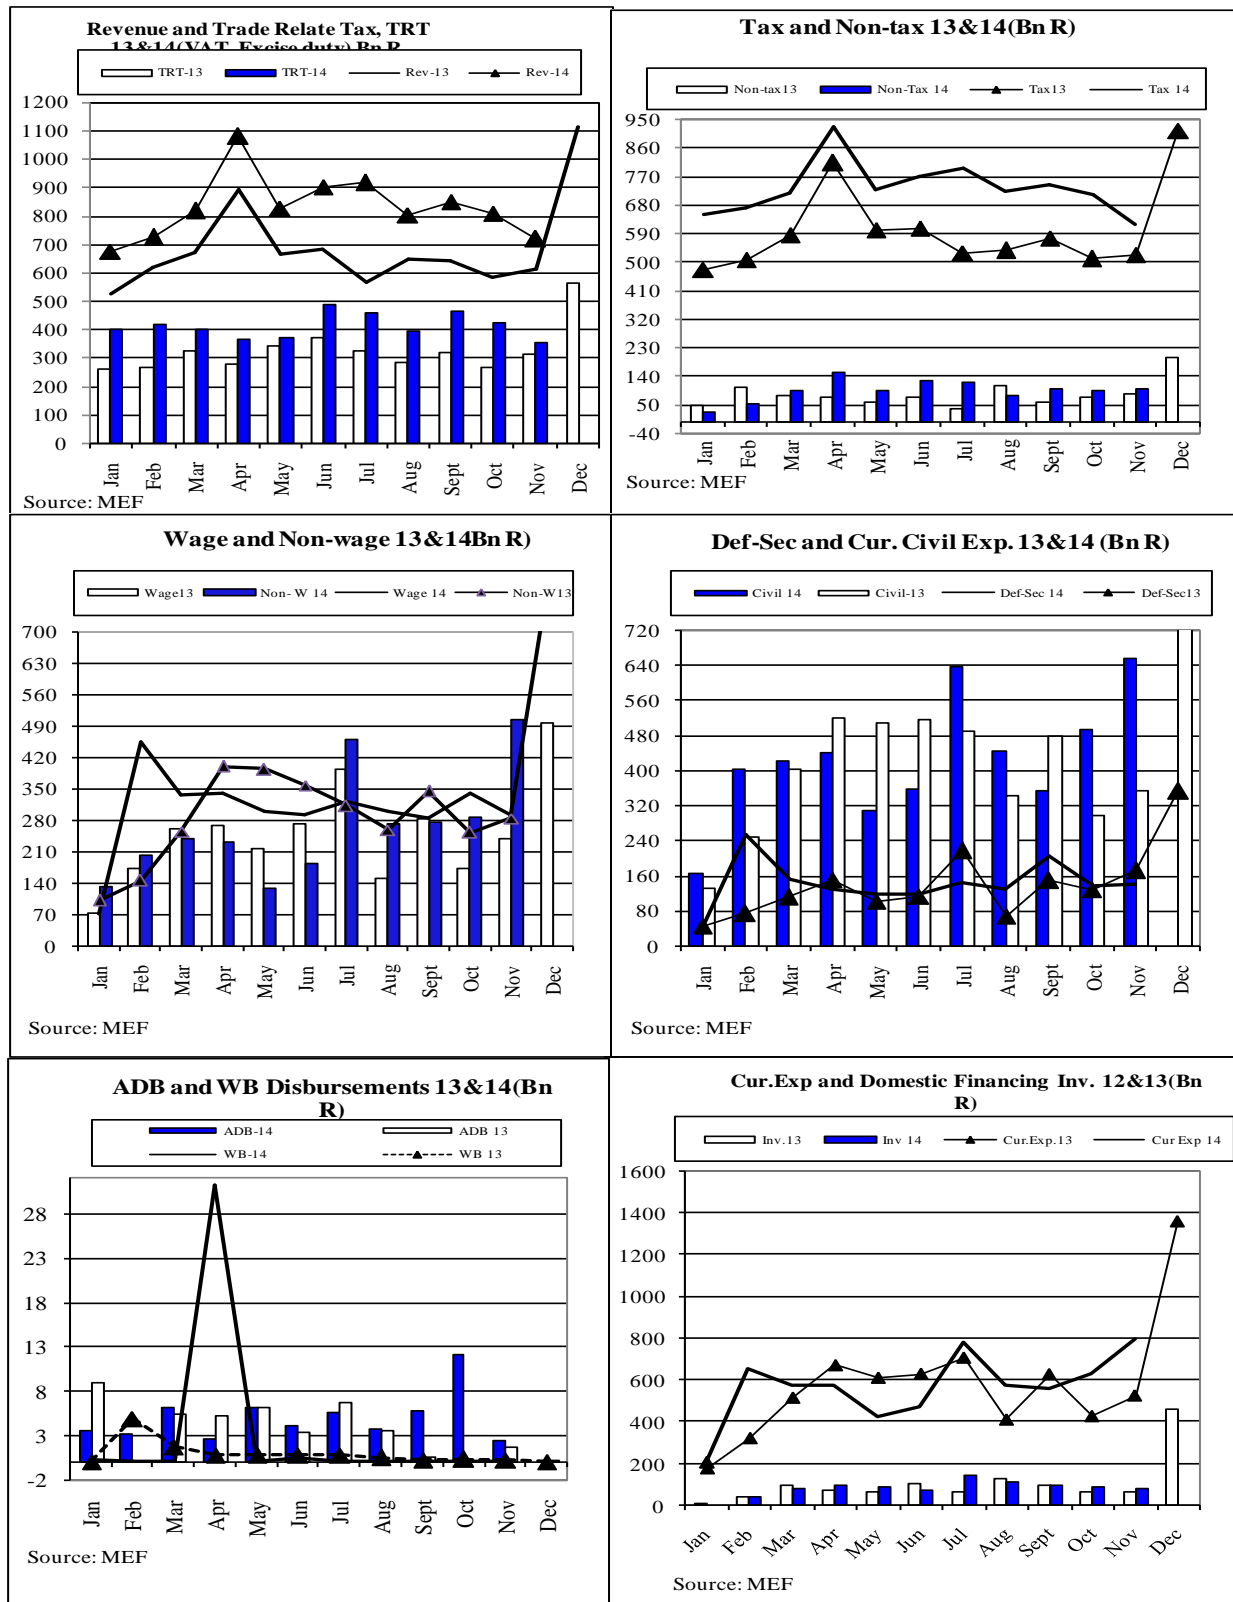 Revenue and Trade Relate Tax, TRT
13&14(VAT, Excise duty) Bn R
TRT-13 TRT-14 Rev-13 Rev-14
1200
1100
1000
900
800
700
600
500
400
300
200
100
0
Jan Feb Mar Apr May Jun Jul Aug Sept Oct Nov Dec
Source: MEF
Tax and Non-tax 13&14(Bn R)
Non-tax13 Non-Tax 14 Tax13 Tax 14
950
860
770
680
590
500
410
320
230
140
50
-40
Jan Feb Mar Apr May Jun Jul Aug Sept Oct Nov Dec
Source: MEF
Wage and Non-wage 13&14Bn R)
Wage13 Non- W 14 Wage 14 Non-W13
700
630
560
490
420
350
280
210
140
70
0
Jan Feb Mar Apr May Jun Jul Aug Sept Oct Nov Dec
Source: MEF
Def-Sec and Cur. Civil Exp. 13&14 (Bn R)
Civil 14 Civil-13 Def-Sec 14 Def-Sec13
720
640
560
480
400
320
240
160
80
0
Jan Feb Mar Apr May Jun Jul Aug Sept Oct Nov Dec
Source: MEF
ADB and WB Disbursements 13&14(Bn
R)
ADB-14 ADB 13
WB-14 WB 13
28
23
18
13
8
3
-2
Jan Feb Mar Apr May Jun Jul Aug Sept Oct Nov Dec
Source: MEF
Cur.Exp and Domestic Financing Inv. 12&13(Bn
R)
Inv.13 Inv 14 Cur.Exp.13 Cur Exp 14
1600
1400
1200
1000
800
600
400
200
0
Jan Feb Mar Apr May Jun Jul Aug Sept Oct Nov Dec
Source: MEF